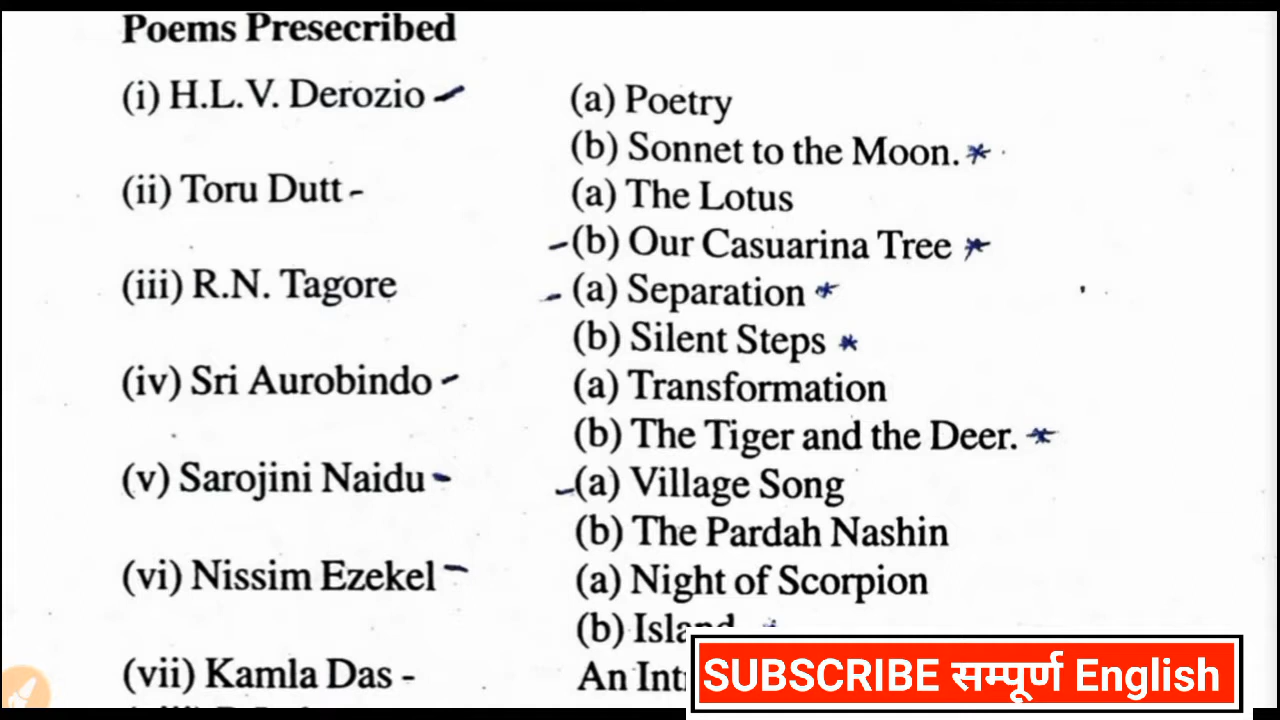 Poems Presecribed
(i) H.L.V. Derozio (a) Poetry
(b) Sonnet to the Moon.
(ii) Toru Dutt - (a) The Lotus
(b) Our Casuarina Tree
(iii) R.N. Tagore (a) Separation
(b) Silent Steps
(iv) Sri Aurobindo - (a) Transformation
(b) The Tiger and the Deer.
(v) Sarojini Naidu - (a) Village Song
(b) The Pardah Nashin
(vi) Nissim Ezekel - (a) Night of Scorpion
(b) Island
(vii) Kamla Das - An
SUBSCRIBE सम्पूर्ण English